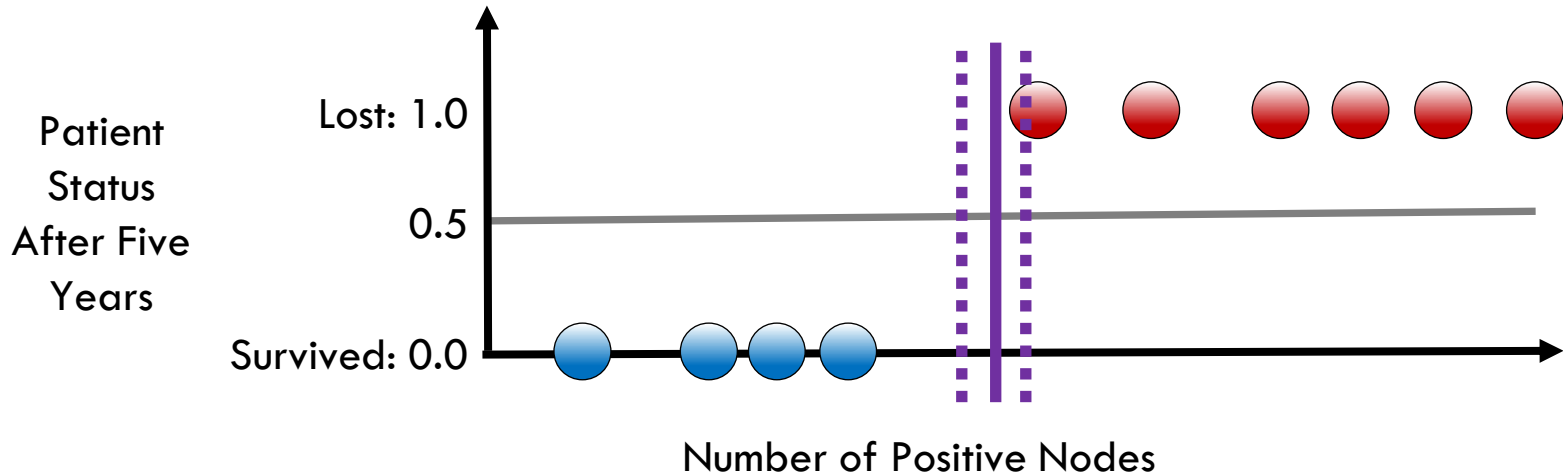 Patient
Status
After Five
Years
Lost: 1.0
0.5
Survived: 0.0
Number of Positive Nodes